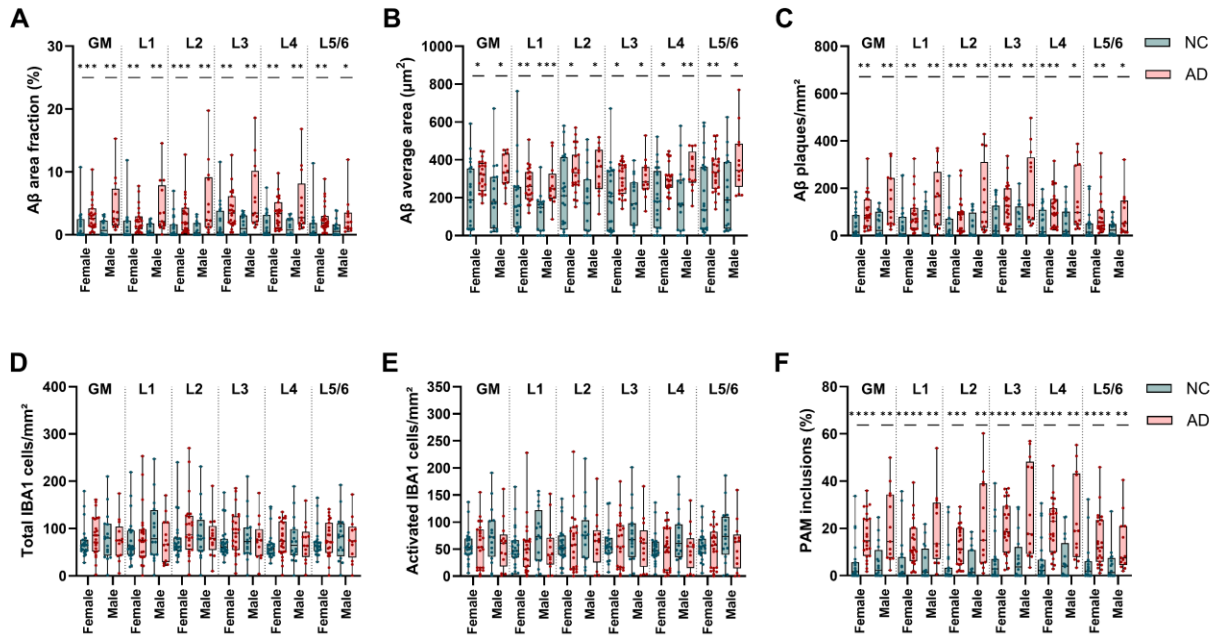 A
Aβ area fraction (%)
GM L1 L2 L3 L4 L5/6
*** ** ** ** *** ** ** ** ** ** ** *
30
20
10
0
Female Male Female Male Female Male Female Male Female Male Female Male
B
Aβ average area (µm²)
GM L1 L2 L3 L4 L5/6
* * ** *** * * * * * ** ** *
1000
800
600
400
200
0
Female Male Female Male Female Male Female Male Female Male Female Male
C
Aβ plaques/mm²
GM L1 L2 L3 L4 L5/6
** ** ** ** *** ** *** ** *** * ** *
800
600
400
200
0
Female Male Female Male Female Male Female Male Female Male Female Male
NC
AD
D
Total IBA1 cells/mm²
GM L1 L2 L3 L4 L5/6
400
300
200
100
0
Female Male Female Male Female Male Female Male Female Male Female Male
E
Activated IBA1 cells/mm²
GM L1 L2 L3 L4 L5/6
350
300
250
200
150
100
50
0
Female Male Female Male Female Male Female Male Female Male Female Male
F
PAM inclusions (%)
GM L1 L2 L3 L4 L5/6
**** ** **** ** **** ** **** ** **** ** **** **
80
60
40
20
0
Female Male Female Male Female Male Female Male Female Male Female Male
NC
AD